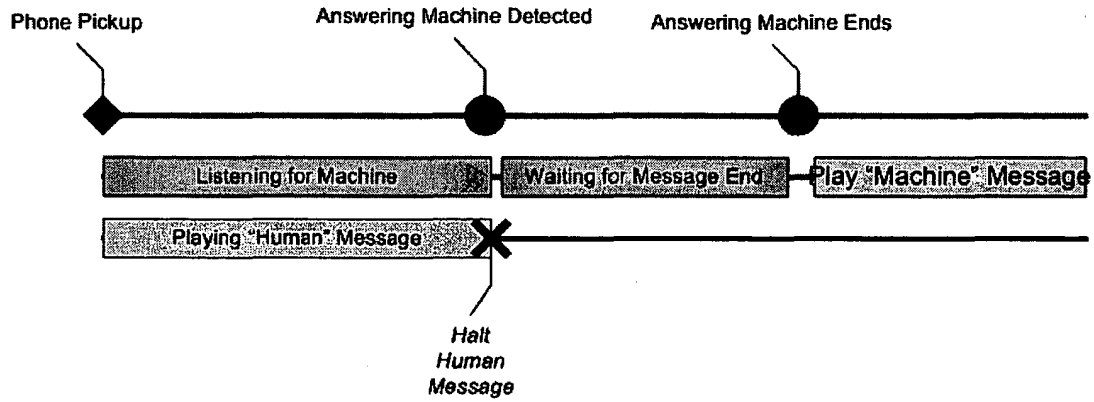 Phone Pickup
Answering Machine Detected
Answering Machine Ends
Listening for Machine
Waiting for Message End
Play "Machine" Message
Playing "Human" Message
Halt
Human
Message